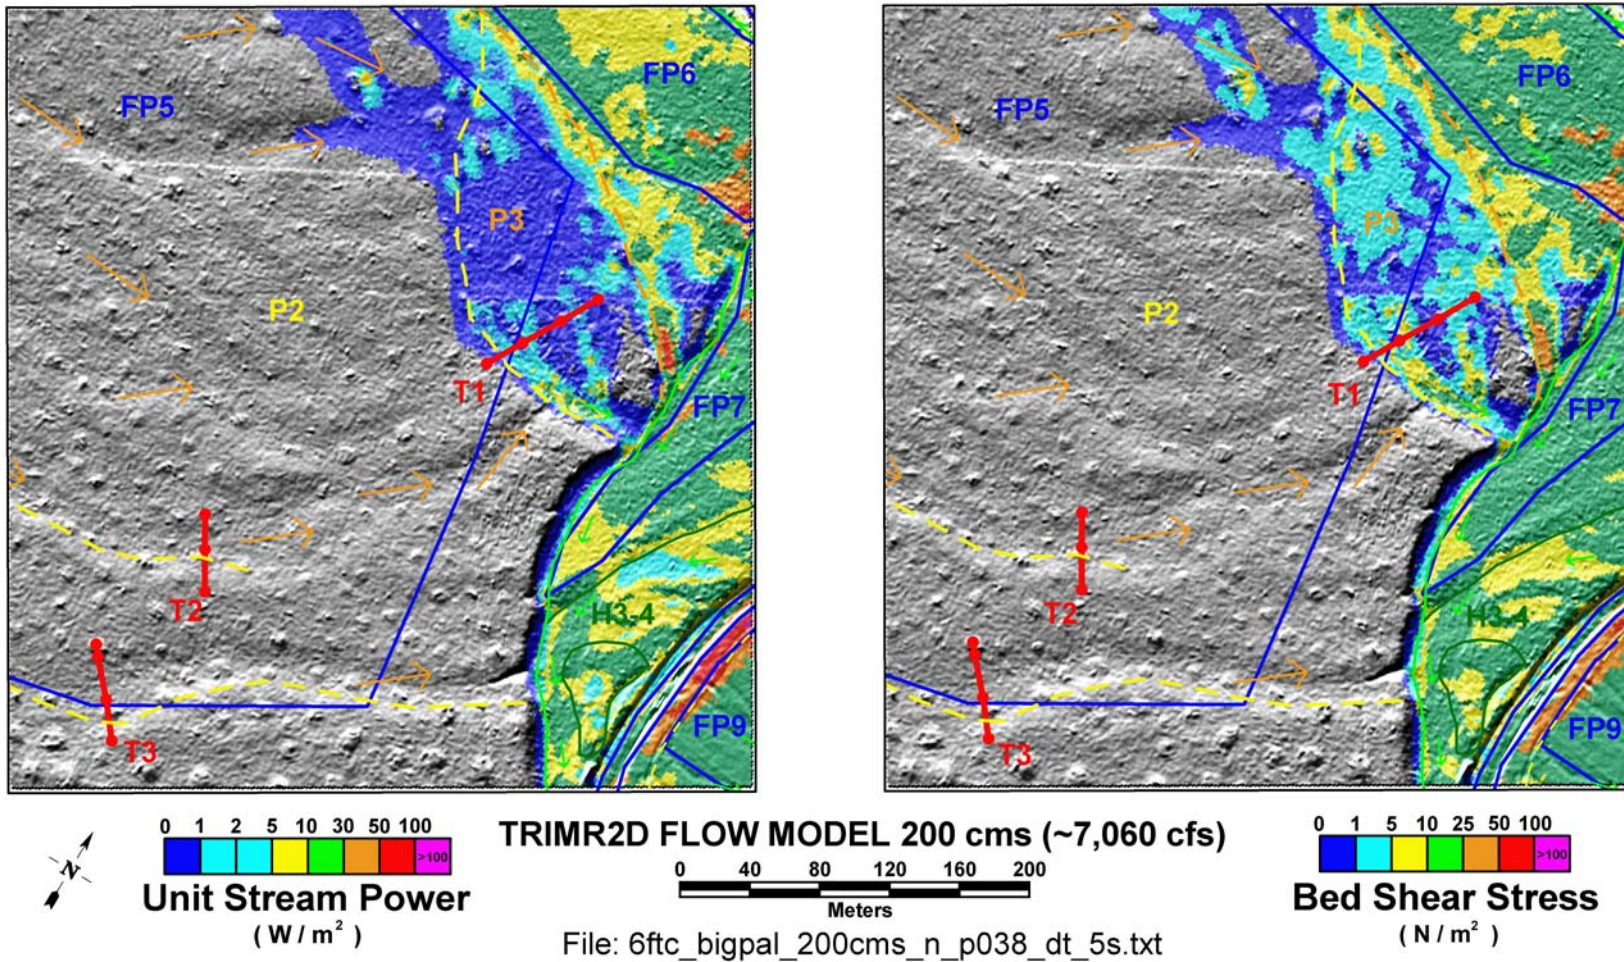 FP6
FP5
P3
P2
T1
FP7
T2
H3-4
FP9
T3
FP6
FP5
P3
P2
T1
FP7
T2
H3-4
FP9
T3
N
0 1 2 5 10 30 50 100
>100
Unit Stream Power
( W / m² )
TRIMR2D FLOW MODEL 200 cms (~7,060 cfs)
0 40 80 120 160 200
Meters
File: 6ftc_bigpal_200cms_n_p038_dt_5s.txt
0 1 5 10 25 50 100
>100
Bed Shear Stress
( N / m² )